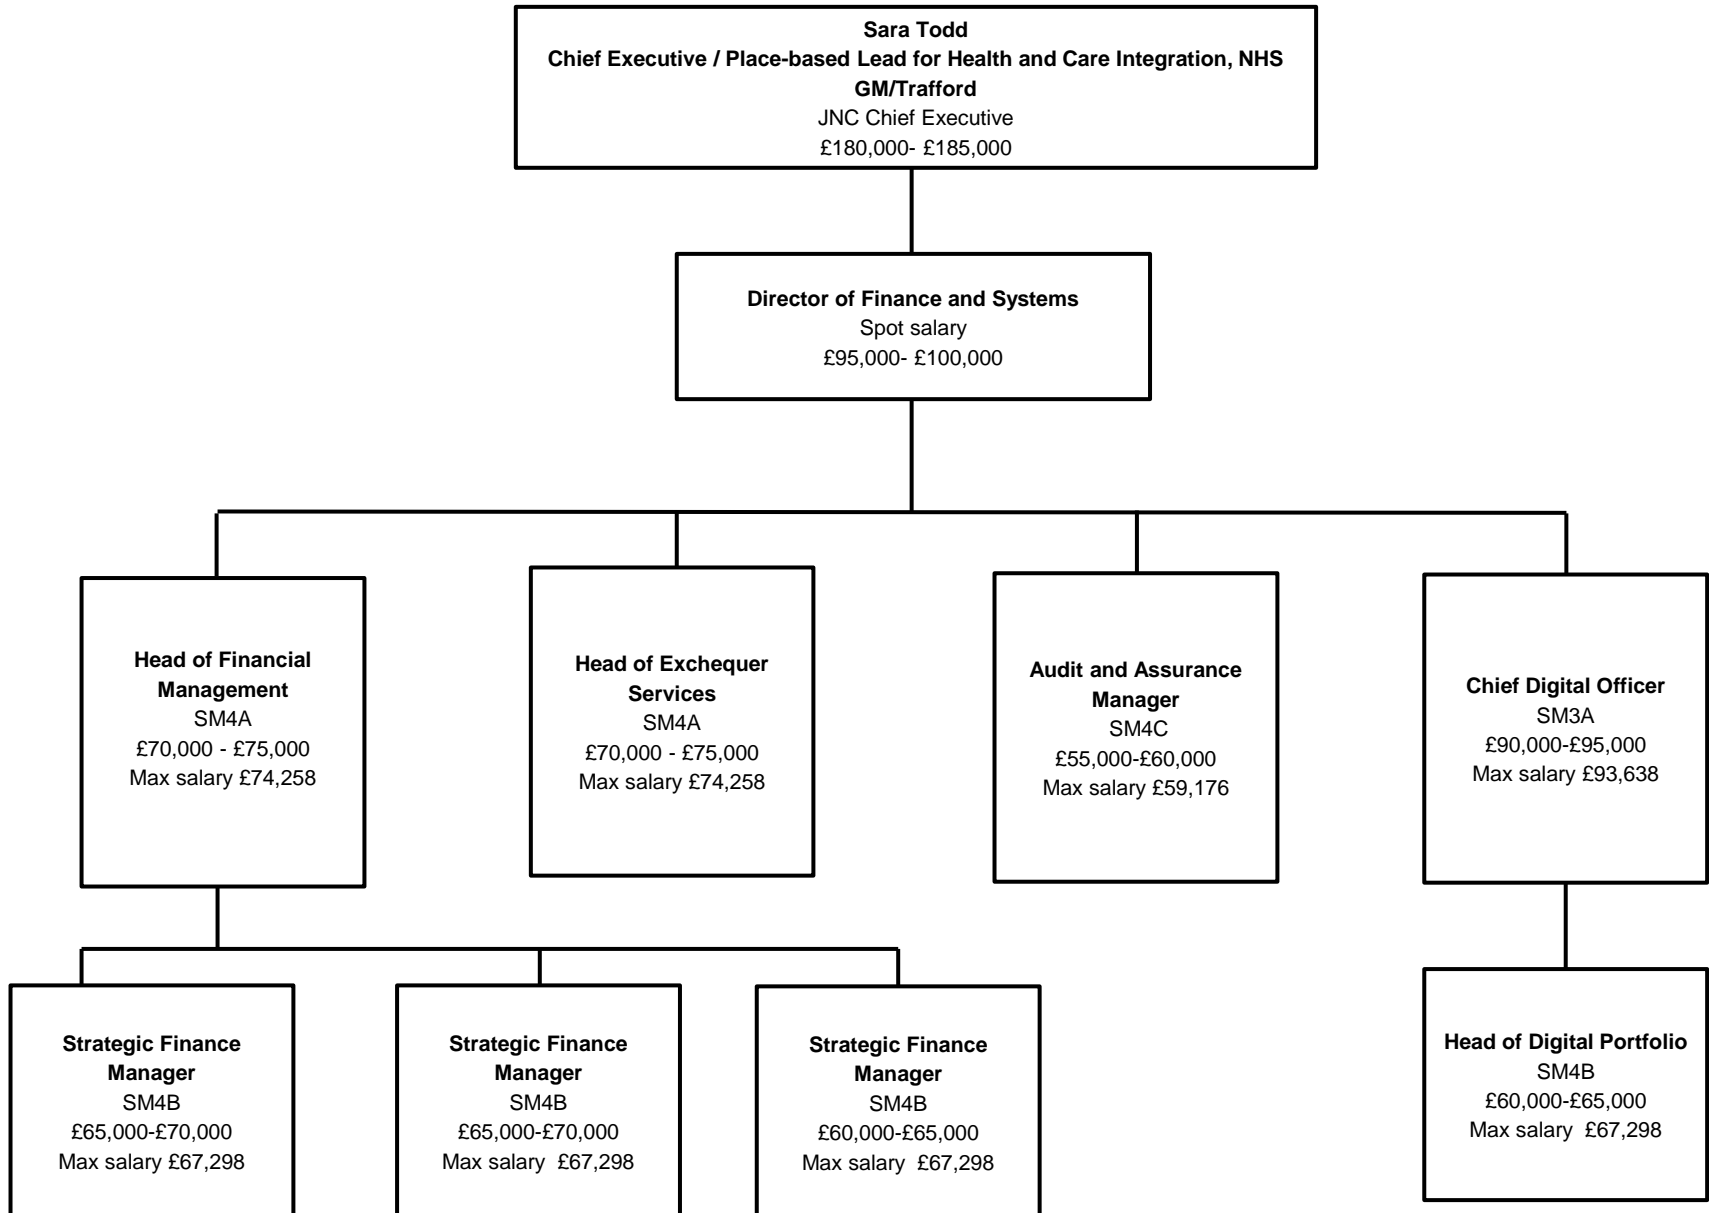 Sara Todd
Chief Executive / Place-based Lead for Health and Care Integration, NHS
GM/Trafford
JNC Chief Executive
£180,000- £185,000
Director of Finance and Systems
Spot salary
£95,000- £100,000
Head of Financial
Management
SM4A
£70,000 - £75,000
Max salary £74,258
Head of Exchequer
Services
SM4A
£70,000 - £75,000
Max salary £74,258
Audit and Assurance
Manager
SM4C
£55,000-£60,000
Max salary £59,176
Chief Digital Officer
SM3A
£90,000-£95,000
Max salary £93,638
Strategic Finance
Manager
SM4B
£65,000-£70,000
Max salary £67,298
Strategic Finance
Manager
SM4B
£65,000-£70,000
Max salary  £67,298
Strategic Finance
Manager
SM4B
£60,000-£65,000
Max salary  £67,298
Head of Digital Portfolio
SM4B
£60,000-£65,000
Max salary  £67,298